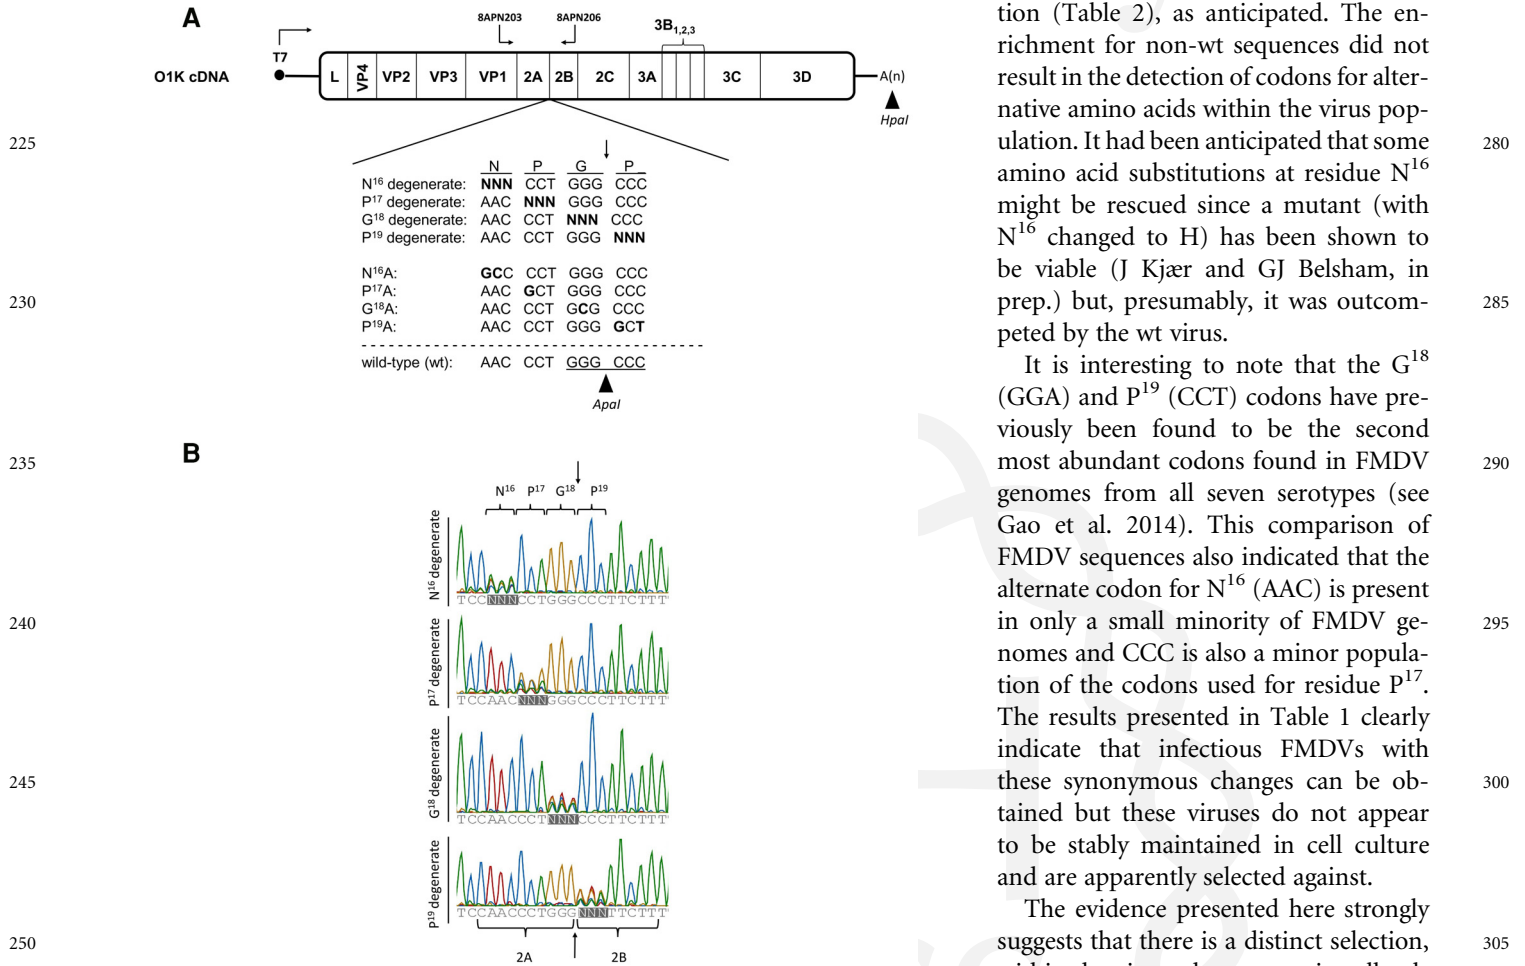 A
8APN203
8APN206
3B1,2,3
T7
O1K cDNA
L VP4 VP2 VP3 VP1 2A 2B 2C 3A 3C 3D
A(n)
HpaI
N P G P
N16 degenerate: NNN CCT GGG CCC
P17 degenerate: AAC NNN GGG CCC
G18 degenerate: AAC CCT NNN CCC
P19 degenerate: AAC CCT GGG NNN
N16A: GCC CCT GGG CCC
P17A: AAC GCT GGG CCC
G18A: AAC CCT GCG CCC
P19A: AAC CCT GGG GCT
wild-type (wt): AAC CCT GGG CCC
ApaI
B
N16 P17 G18 P19
N16 degenerate
TCCNNNCCTGGGCCCTTCTTT
P17 degenerate
TCCAACNNNGGGCCCTTCTTT
G18 degenerate
TCCAACCCTNNNCCCTTCTTT
P19 degenerate
TCCAACCCTGGGNNNTTCTTT
2A 2B
225
230
235
240
245
250
tion (Table 2), as anticipated. The en-
richment for non-wt sequences did not
result in the detection of codons for alter-
native amino acids within the virus pop-
ulation. It had been anticipated that some
amino acid substitutions at residue N16
might be rescued since a mutant (with
N16 changed to H) has been shown to
be viable (J Kjær and GJ Belsham, in
prep.) but, presumably, it was outcom-
peted by the wt virus.
It is interesting to note that the G18
(GGA) and P19 (CCT) codons have pre-
viously been found to be the second
most abundant codons found in FMDV
genomes from all seven serotypes (see
Gao et al. 2014). This comparison of
FMDV sequences also indicated that the
alternate codon for N16 (AAC) is present
in only a small minority of FMDV ge-
nomes and CCC is also a minor popula-
tion of the codons used for residue P17.
The results presented in Table 1 clearly
indicate that infectious FMDVs with
these synonymous changes can be ob-
tained but these viruses do not appear
to be stably maintained in cell culture
and are apparently selected against.
The evidence presented here strongly
suggests that there is a distinct selection,
280
285
290
295
300
305